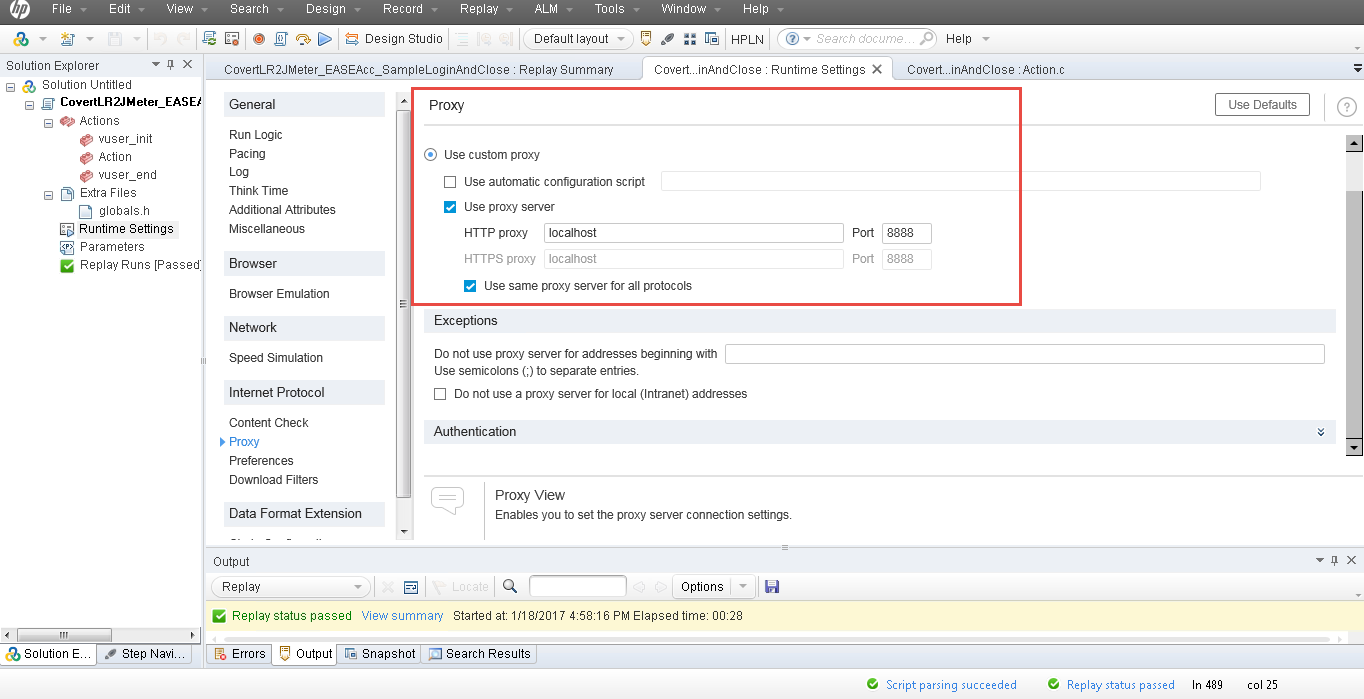 hp File Edit View Search Design Record Replay ALM Tools Window Help
Design Studio Default layout HPLN Search docume... Help
Solution Explorer
Solution Untitled
CovertLR2JMeter_EASEA
Actions
vuser_init
Action
vuser_end
Extra Files
globals.h
Runtime Settings
Parameters
Replay Runs [Passed]
Solution E... Step Navi...
CovertLR2JMeter_EASEAcc_SampleLoginAndClose : Replay Summary Covert...inAndClose : Runtime Settings Covert...inAndClose : Action.c
General
Run Logic
Pacing
Log
Think Time
Additional Attributes
Miscellaneous
Browser
Browser Emulation
Network
Speed Simulation
Internet Protocol
Content Check
Proxy
Preferences
Download Filters
Data Format Extension
Proxy
Use Defaults
Use custom proxy
Use automatic configuration script
Use proxy server
HTTP proxy localhost Port 8888
HTTPS proxy localhost Port 8888
Use same proxy server for all protocols
Exceptions
Do not use proxy server for addresses beginning with
Use semicolons (;) to separate entries.
Do not use a proxy server for local (Intranet) addresses
Authentication
Proxy View
Enables you to set the proxy server connection settings.
Output
Replay Locate Options
Replay status passed View summary Started at: 1/18/2017 4:58:16 PM Elapsed time: 00:28
Errors Output Snapshot Search Results
Script parsing succeeded Replay status passed ln 489 col 25